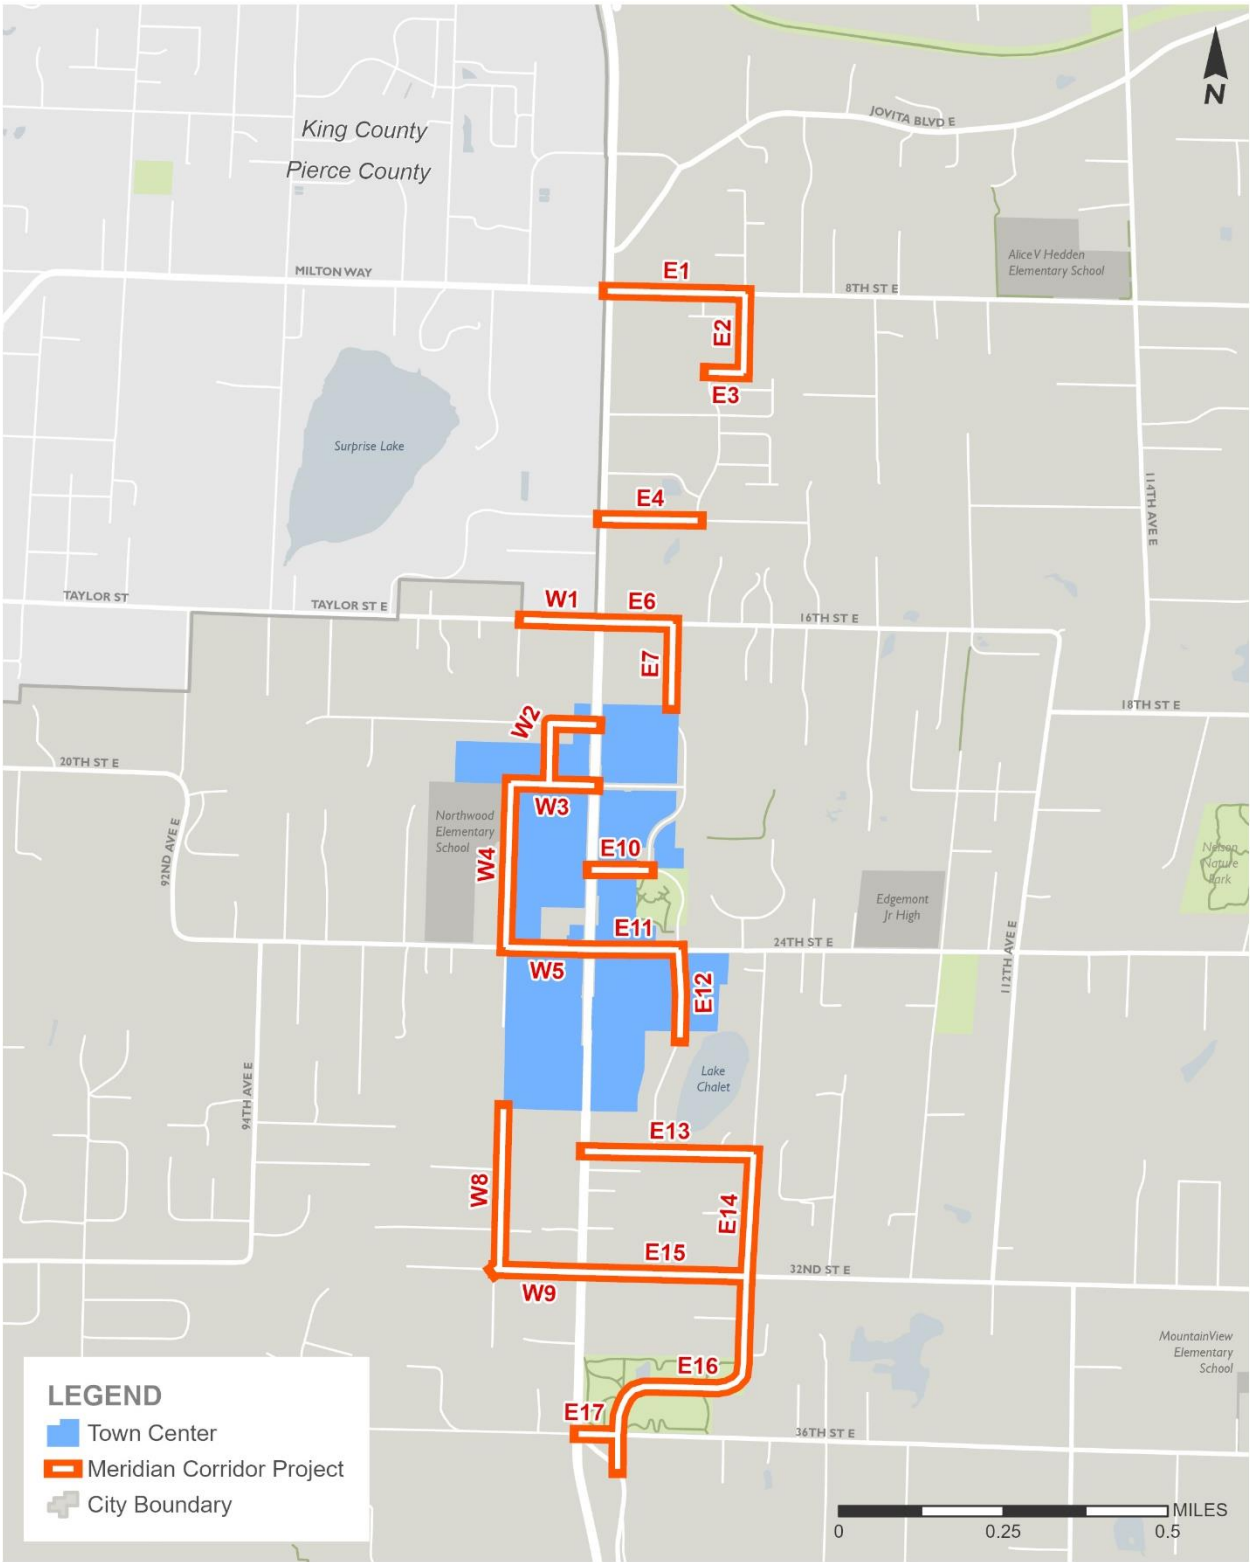 N
JOVITA BLVD E
King County
Pierce County
Alice V Hedden
Elementary School
MILTON WAY
E1
8TH ST E
E2
E3
Surprise Lake
E4
114TH AVE E
TAYLOR ST
TAYLOR ST E
W1
E6
16TH ST E
E7
18TH ST E
W2
20TH ST E
W3
Northwood
Elementary
School
92ND AVE E
W4
E10
Nelson
Nature
Park
Edgemont
Jr High
E11
24TH ST E
W5
E12
112TH AVE E
Lake
Chalet
94TH AVE E
E13
W8
E14
E15
32ND ST E
W9
MountainView
Elementary
School
E16
E17
36TH ST E
LEGEND
Town Center
Meridian Corridor Project
City Boundary
MILES
0 0.25 0.5